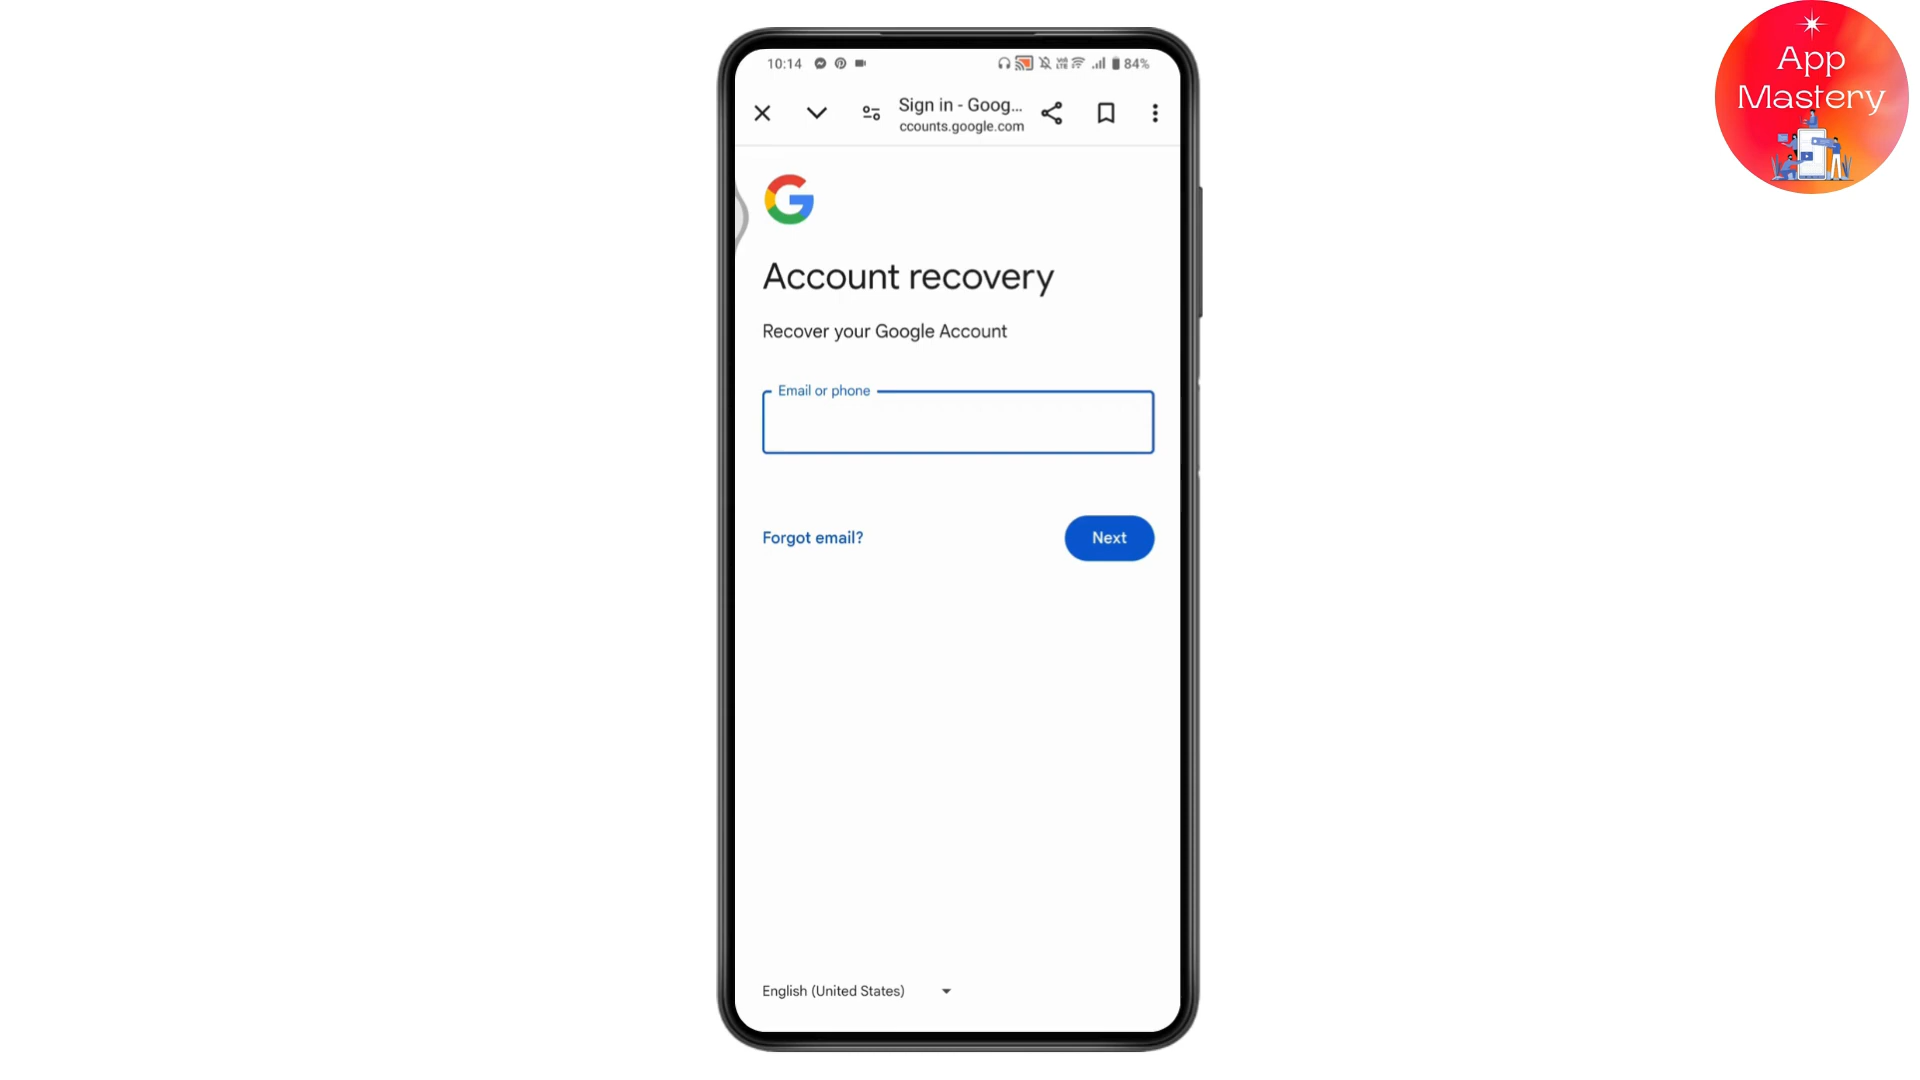 10:14
84%
Sign in - Goog...
ccounts.google.com
Account recovery
Recover your Google Account
Email or phone
Forgot email?
Next
English (United States)
App
Mastery